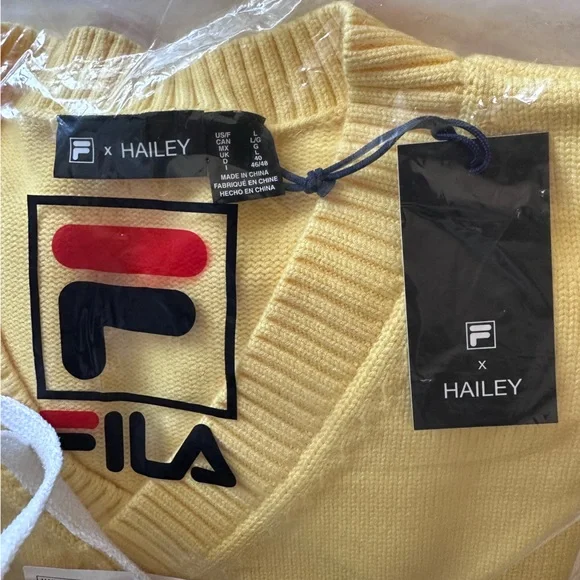 F x HAILEY
US/F L
CAN L/G
MX G
UK L
D 40
I 46/48
MADE IN CHINA
FABRIQUÉ EN CHINE
HECHO EN CHINA
FILA
F
x
HAILEY